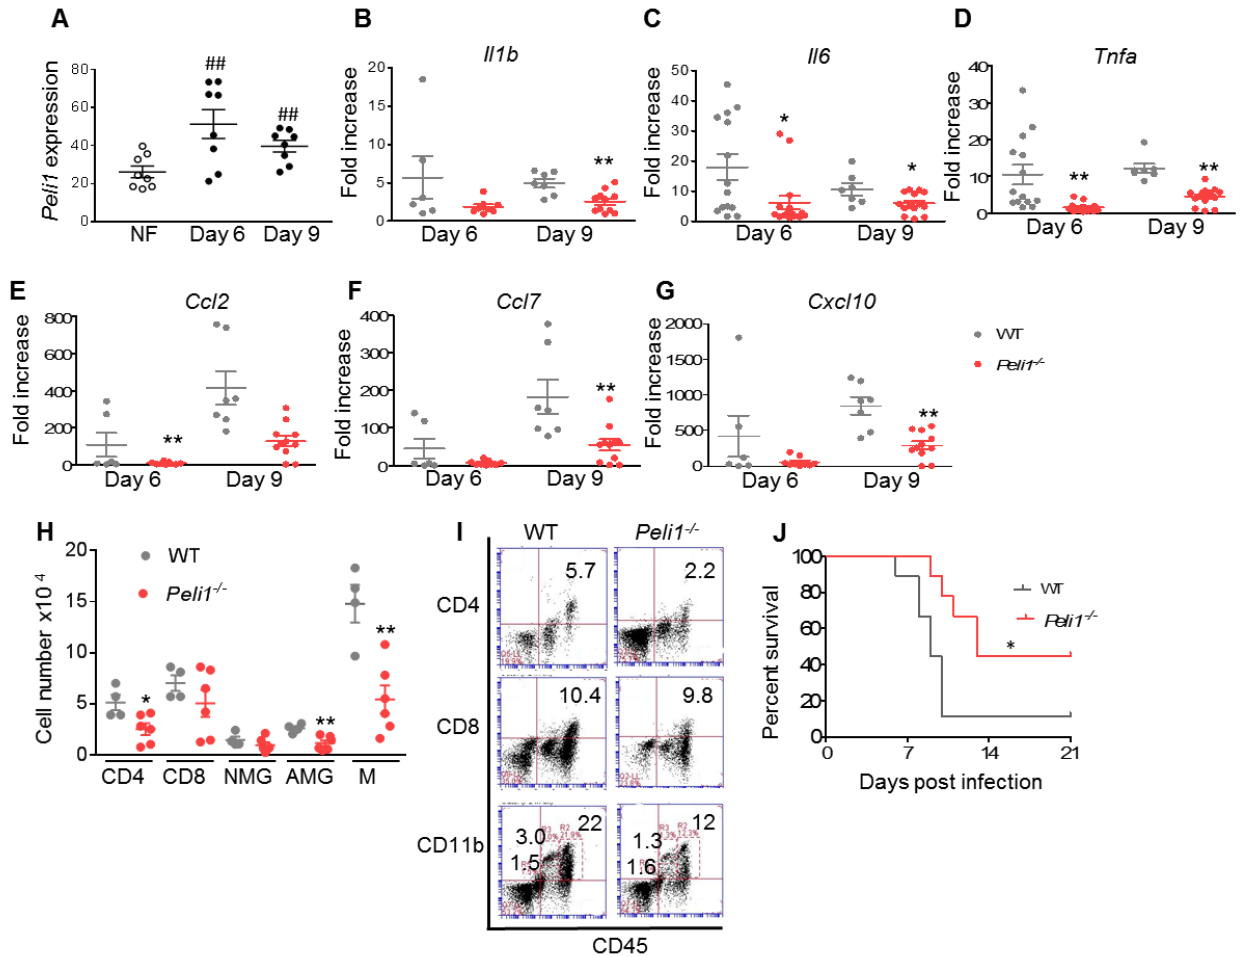 A
Peli1 expression
80
60
40
20
0
##
##
NF Day 6 Day 9
B
Il1b
Fold increase
20
15
10
5
0
**
Day 6 Day 9
C
Il6
Fold increase
50
40
30
20
10
0
*
*
Day 6 Day 9
D
Tnfa
Fold increase
40
30
20
10
0
**
**
Day 6 Day 9
E
Ccl2
Fold increase
800
600
400
200
0
**
Day 6 Day 9
F
Ccl7
Fold increase
400
300
200
100
0
**
Day 6 Day 9
G
Cxcl10
Fold increase
2000
1500
1000
500
0
**
Day 6 Day 9
WT
Peli1-/-
H
Cell number x10 4
20
15
10
5
0
WT
Peli1-/-
*
**
**
CD4 CD8 NMG AMG M
I
WT Peli1-/-
CD4
5.7
2.2
CD8
10.4
9.8
CD11b
3.0
22
1.5
R2
21.9%
1.3
12
1.6
R2
12.3%
CD45
J
Percent survival
100
80
60
40
20
0
WT
Peli1-/-
*
0 7 14 21
Days post infection